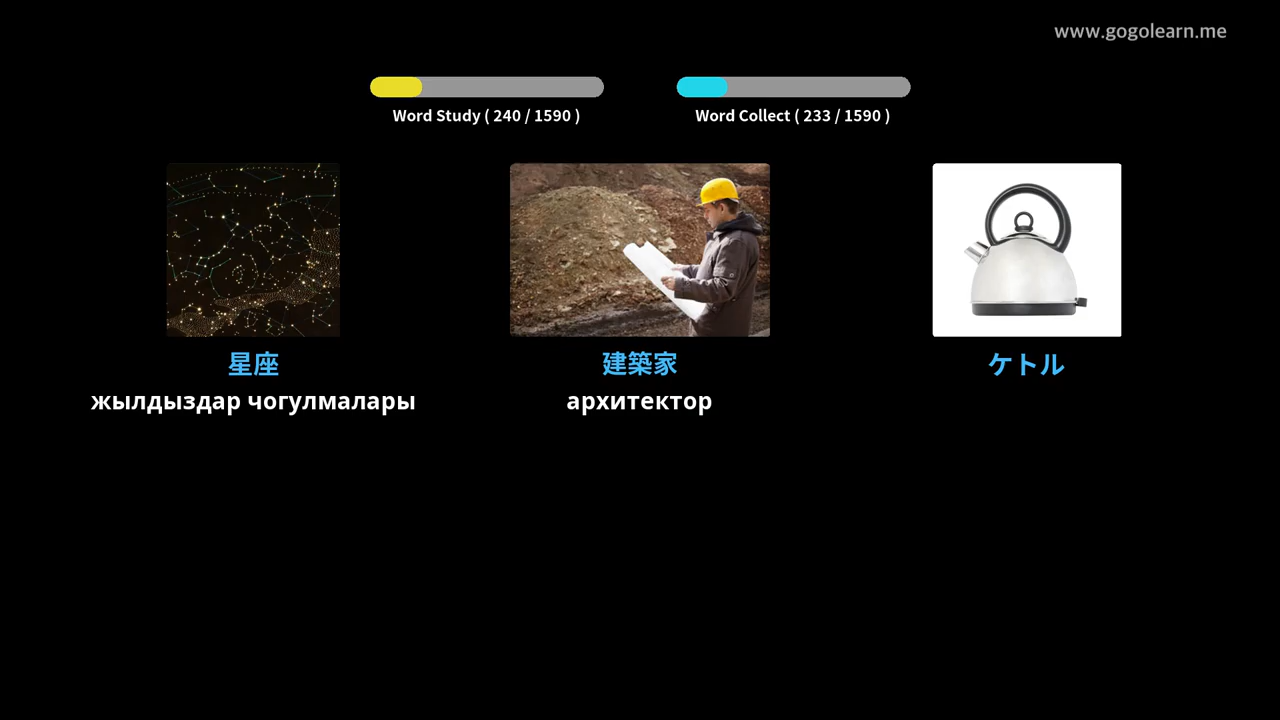 www.gogolearn.me
Word Study ( 240 / 1590 )
Word Collect ( 233 / 1590 )
星座
建築家
ケトル
жылдыздар чогулмалары
архитектор